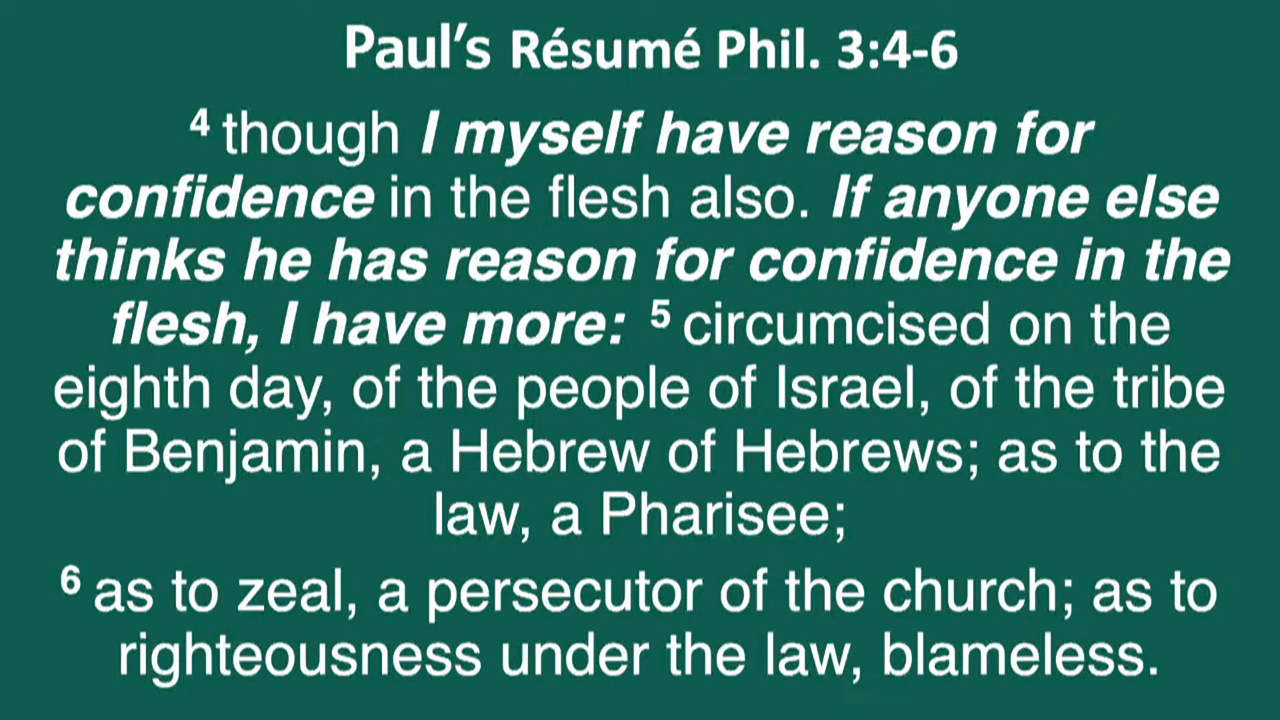 Paul’s Résumé Phil. 3:4-6
4 though I myself have reason for
confidence in the flesh also. If anyone else
thinks he has reason for confidence in the
flesh, I have more: 5 circumcised on the
eighth day, of the people of Israel, of the tribe
of Benjamin, a Hebrew of Hebrews; as to the
law, a Pharisee;
6 as to zeal, a persecutor of the church; as to
righteousness under the law, blameless.